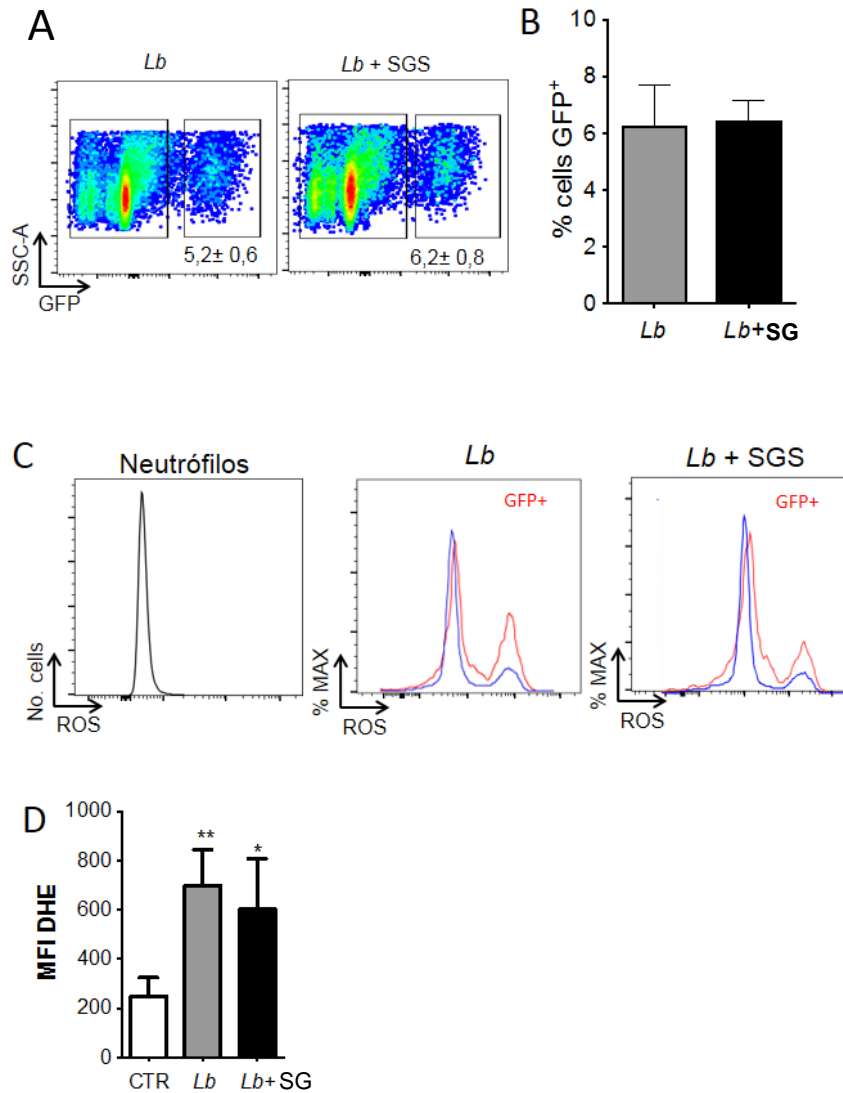 A
Lb
Lb + SGS
SSC-A
GFP
5,2± 0,6
6,2± 0,8
B
% cells GFP+
10
8
6
4
2
0
Lb
Lb+SG
C
Neutrófilos
No. cells
ROS
Lb
GFP+
% MAX
ROS
Lb + SGS
GFP+
% MAX
ROS
D
MFI DHE
1000
800
600
400
200
0
**
*
CTR
Lb
Lb+SG